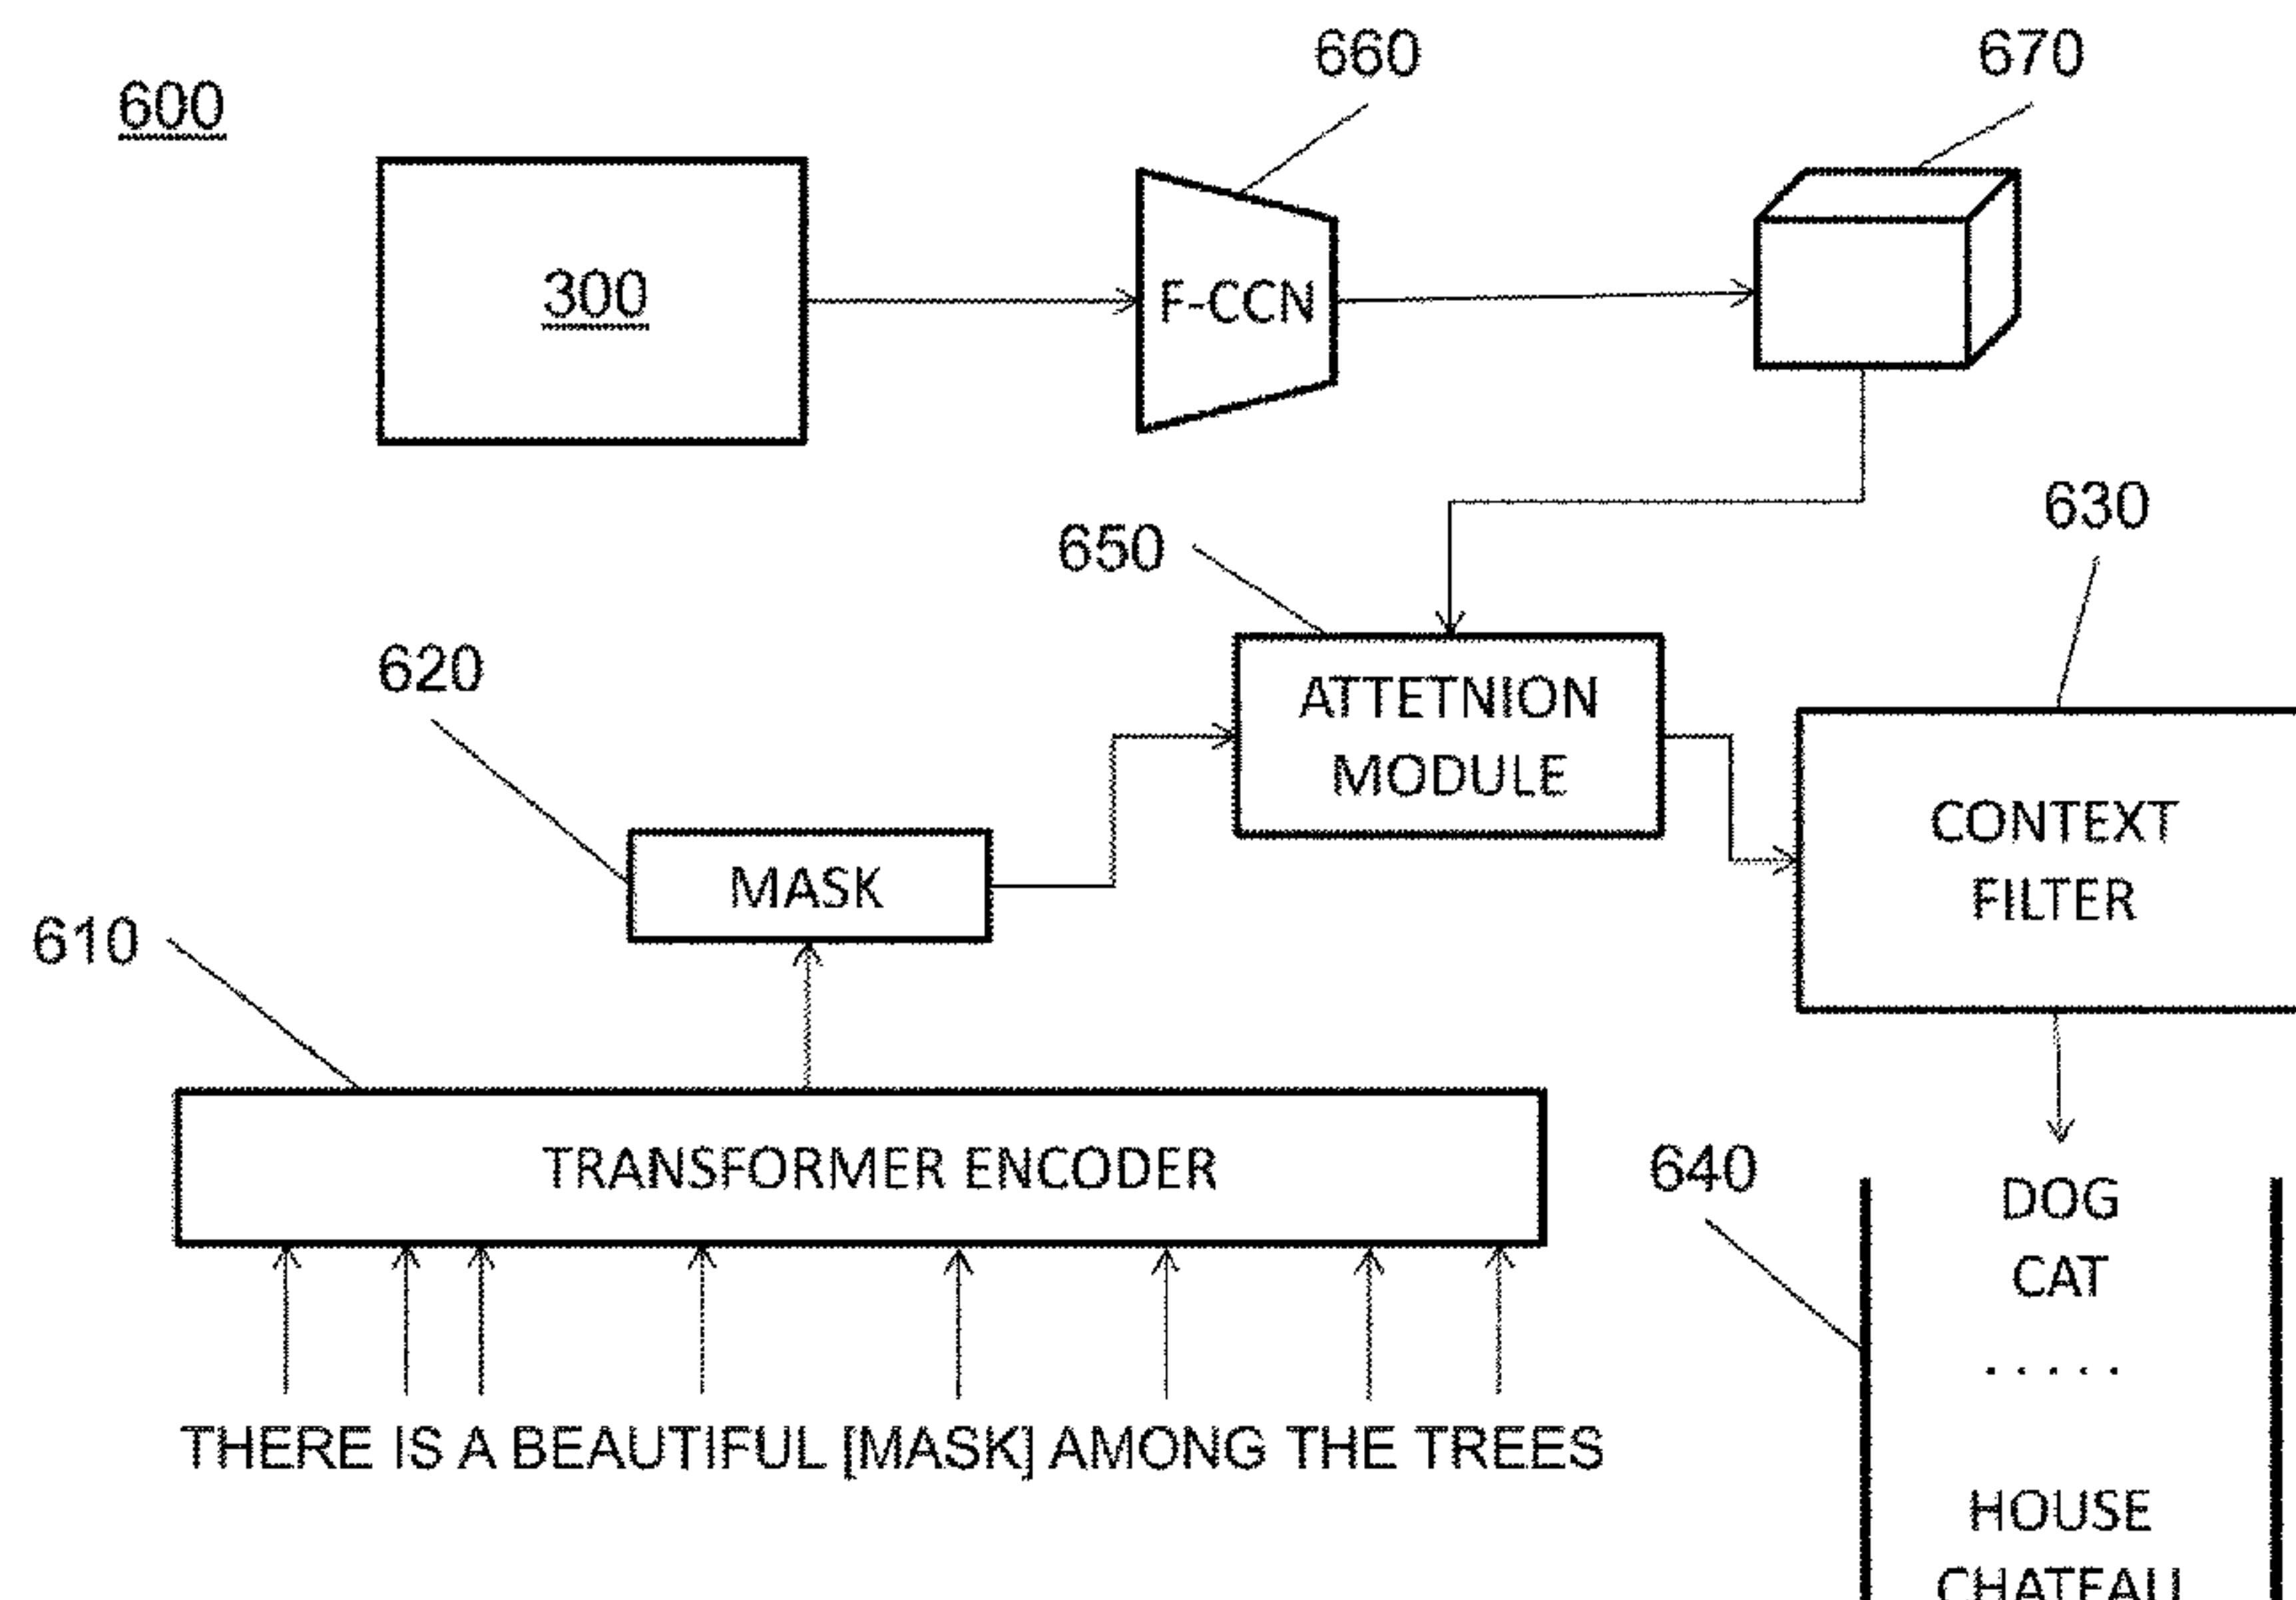 660
670
600
300
F-CCN
650
630
620
ATTETNION
MODULE
CONTEXT
FILTER
MASK
610
TRANSFORMER ENCODER
640
DOG
CAT
.....
THERE IS A BEAUTIFUL [MASK] AMONG THE TREES
HOUSE
CHATEAU